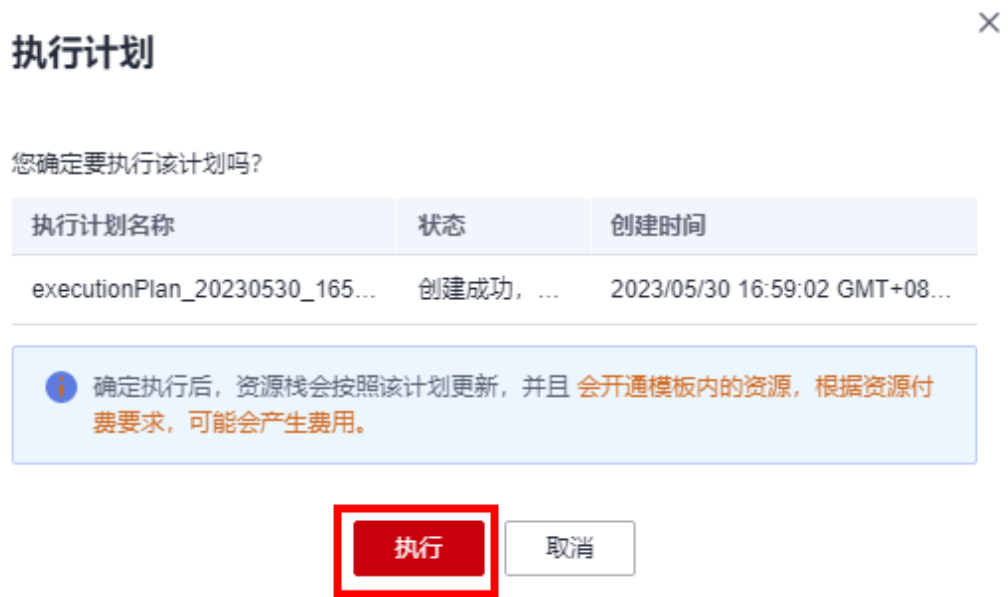 执行计划
您确定要执行该计划吗?
执行计划名称 状态 创建时间
executionPlan_20230530_165... 创建成功, ... 2023/05/30 16:59:02 GMT+08...
确定执行后，资源栈会按照该计划更新，并且 会开通模板内的资源，根据资源付
费要求，可能会产生费用。
执行 取消